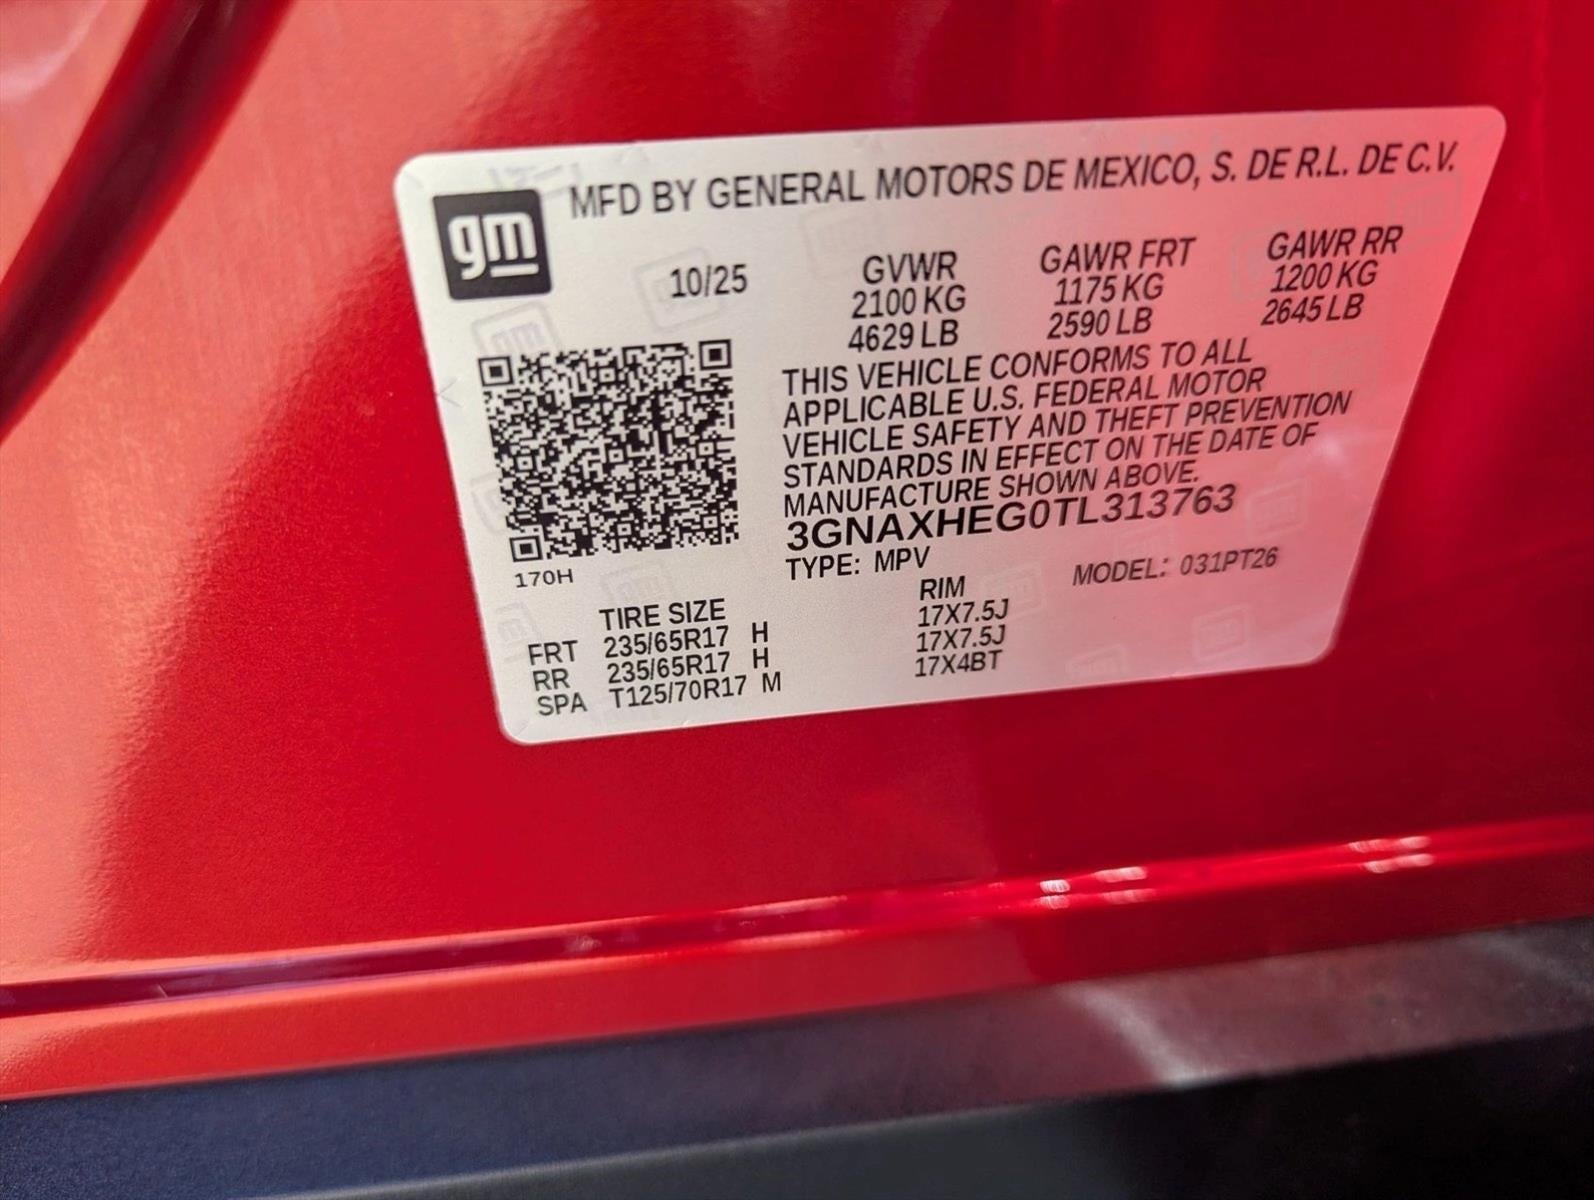 gm
MFD BY GENERAL MOTORS DE MEXICO, S. DE R.L. DE C.V.
10/25 GVWR GAWR FRT GAWR RR
2100 KG 1175 KG 1200 KG
4629 LB 2590 LB 2645 LB
THIS VEHICLE CONFORMS TO ALL
APPLICABLE U.S. FEDERAL MOTOR
VEHICLE SAFETY AND THEFT PREVENTION
STANDARDS IN EFFECT ON THE DATE OF
MANUFACTURE SHOWN ABOVE.
3GNAXHEG0TL313763
TYPE: MPV MODEL: 031PT26
170H
TIRE SIZE RIM
FRT 235/65R17 H 17X7.5J
RR 235/65R17 H 17X7.5J
SPA T125/70R17 M 17X4BT